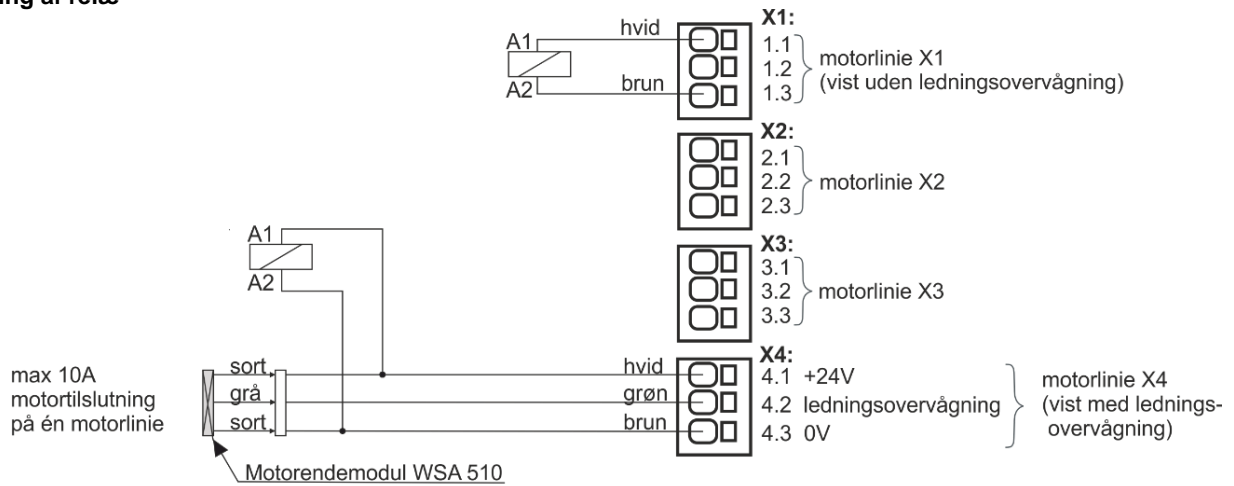 hvid
X1:
A1
1.1
motorlinie X1
1.2
(vist uden ledningsovervågning)
A2
brun
1.3
X2:
2.1
2.2
motorlinie X2
2.3
A1
X3:
3.1
A2
3.2
motorlinie X3
3.3
X4:
max 10A
motortilslutning
på én motorlinie
sort
hvid
4.1 +24V
grå
grøn
4.2 ledningsovervågning
sort
brun
4.3 0V
motorlinie X4
(vist med lednings-
overvågning)
Motorendemodul WSA 510